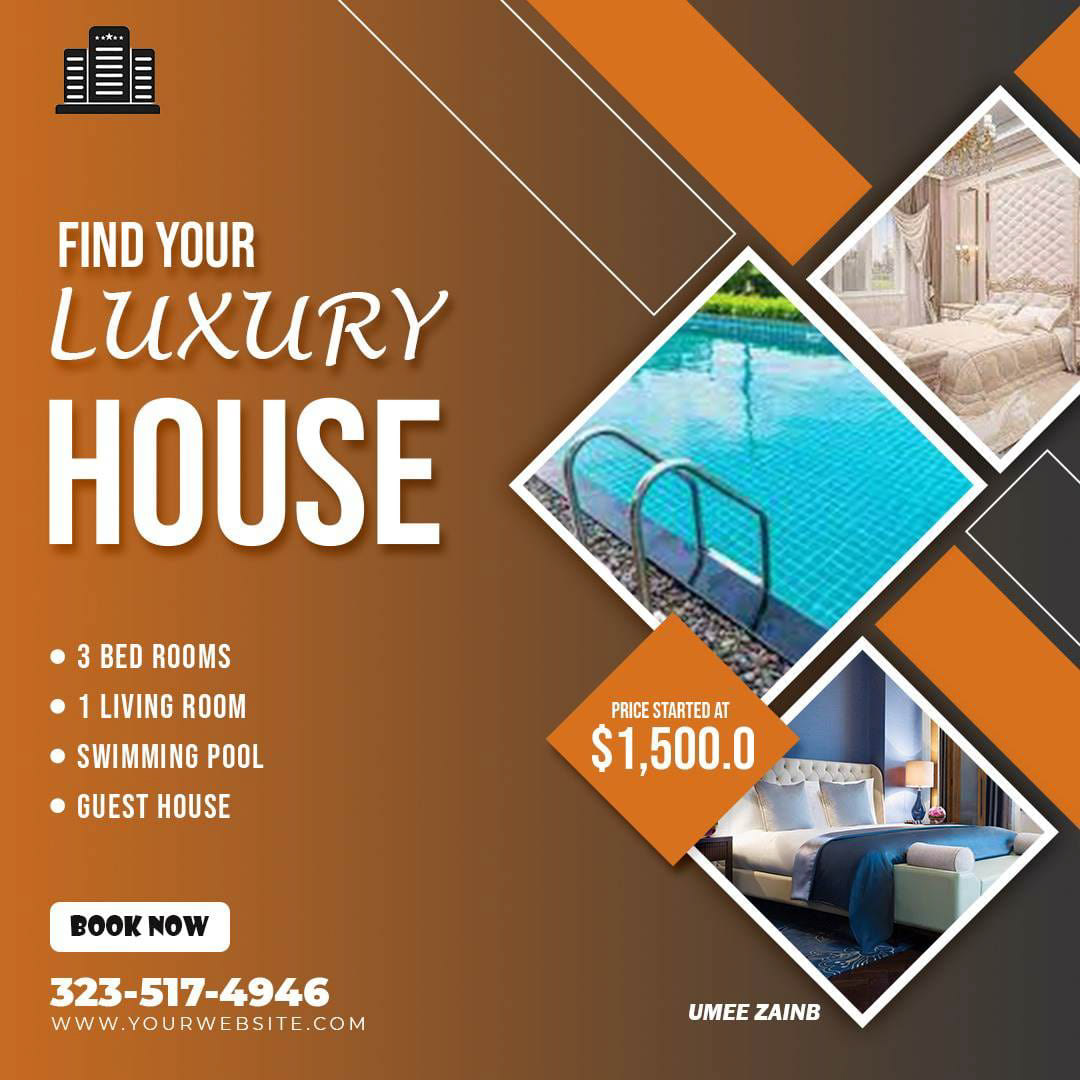 FIND YOUR
LUXURY
HOUSE
3 BED ROOMS
1 LIVING ROOM
SWIMMING POOL
GUEST HOUSE
PRICE STARTED AT
$1,500.0
BOOK NOW
323-517-4946
WWW.YOURWEBSITE.COM
UMEE ZAINB